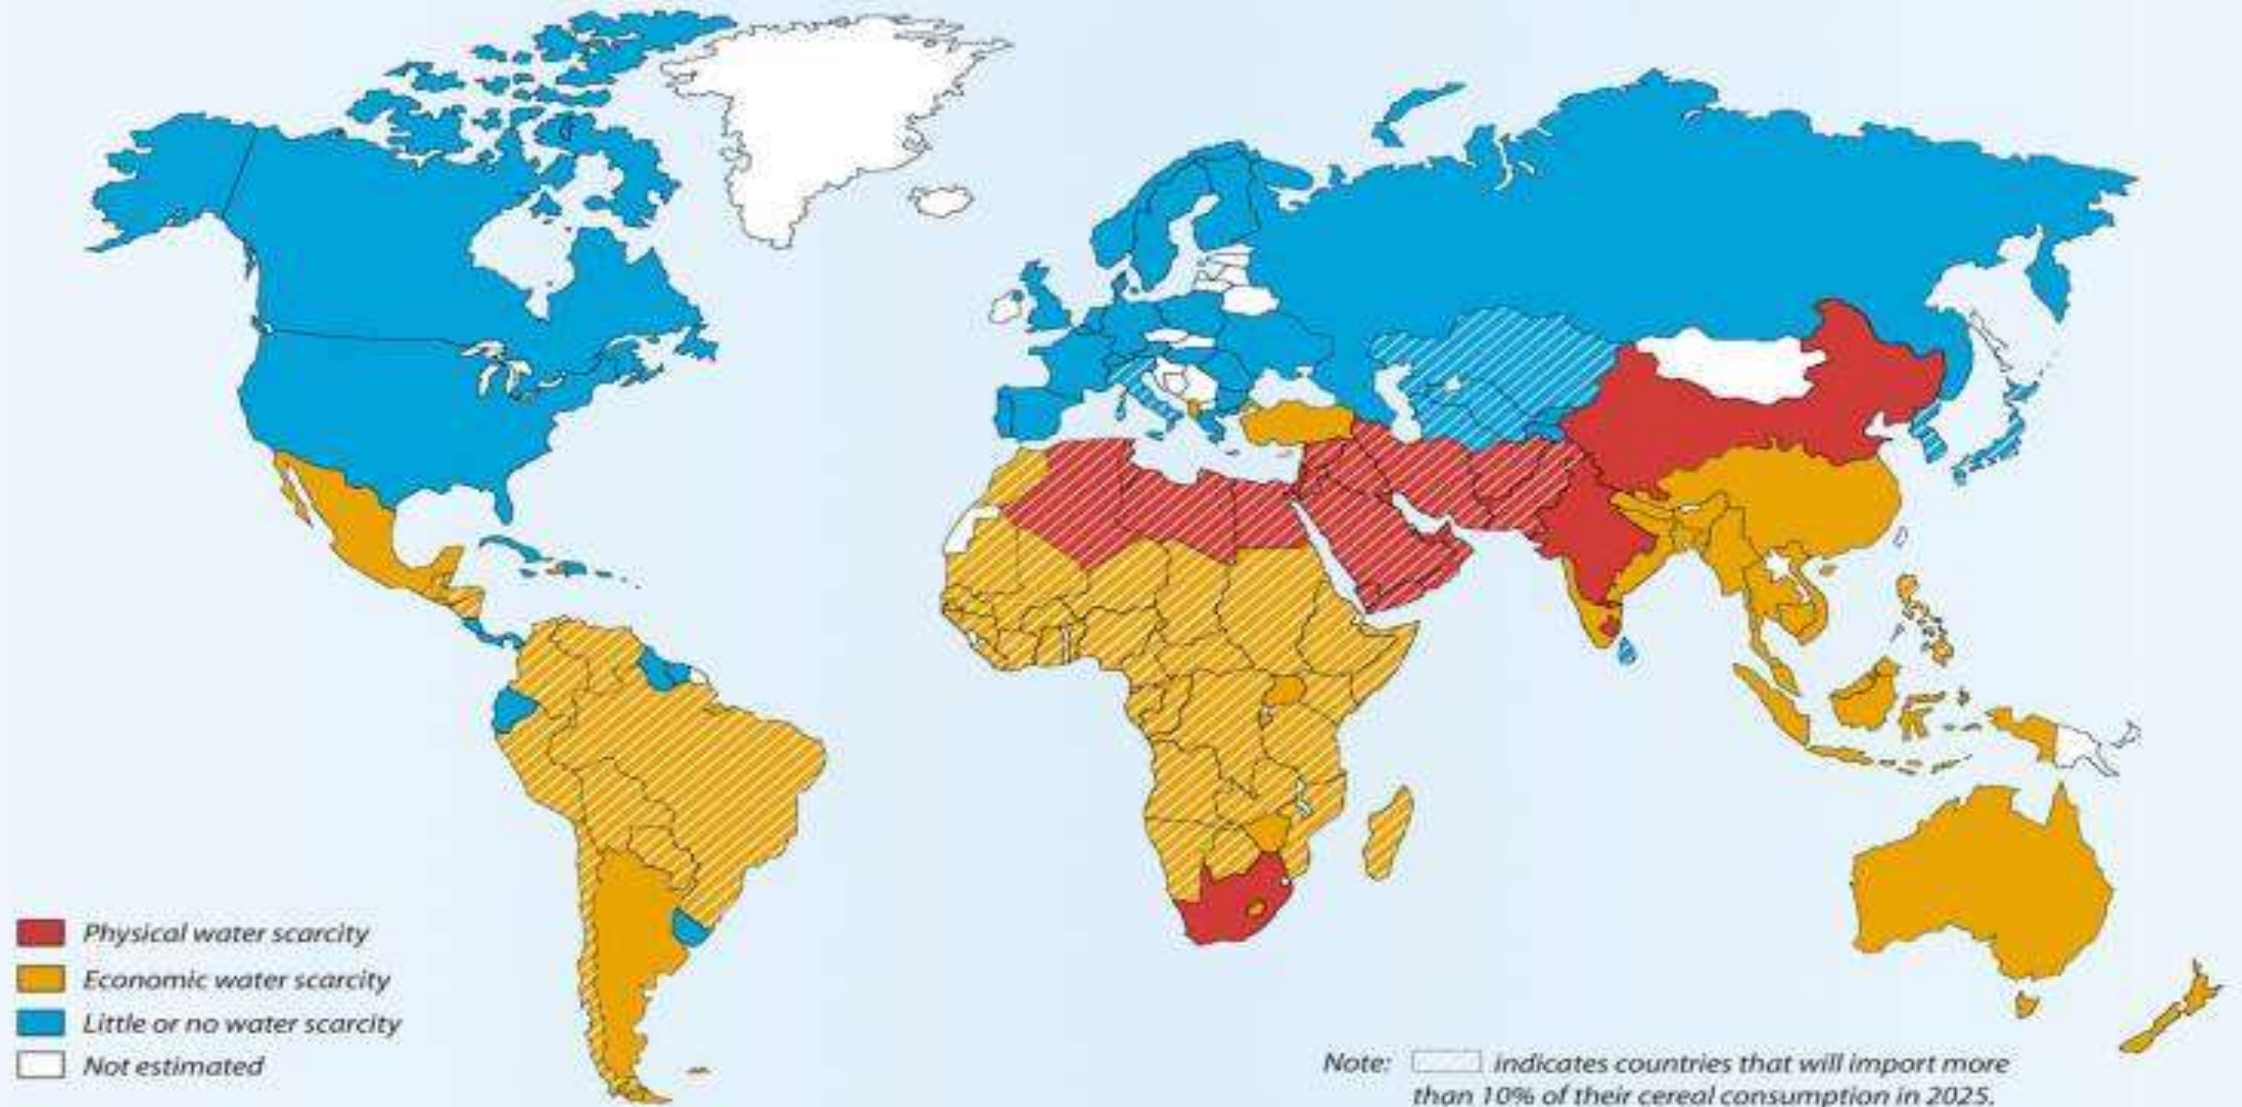 Physical water scarcity
Economic water scarcity
Little or no water scarcity
Not estimated
Note: indicates countries that will import more
than 10% of their cereal consumption in 2025.